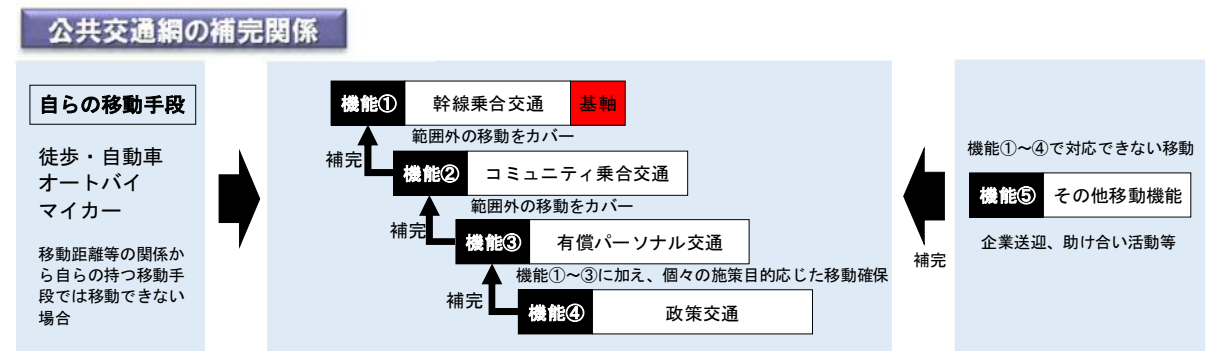 公共交通網の補完関係
自らの移動手段
徒歩・自動車
オートバイ
マイカー
移動距離等の関係か
ら自らの持つ移動手
段では移動できない
場合
機能① 幹線乗合交通 基軸
範囲外の移動をカバー
補完
機能② コミュニティ乗合交通
範囲外の移動をカバー
補完
機能③ 有償パーソナル交通
機能①～③に加え、個々の施策目的応じた移動確保
補完
機能④ 政策交通
機能①～④で対応できない移動
機能⑤ その他移動機能
企業送迎、助け合い活動等
補完